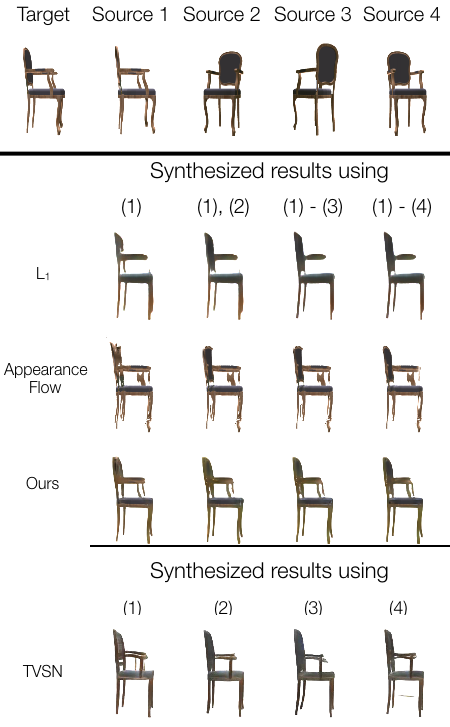 Target Source 1 Source 2 Source 3 Source 4
Synthesized results using
(1) (1), (2) (1) - (3) (1) - (4)
L₁
Appearance
Flow
Ours
Synthesized results using
(1) (2) (3) (4)
TVSN